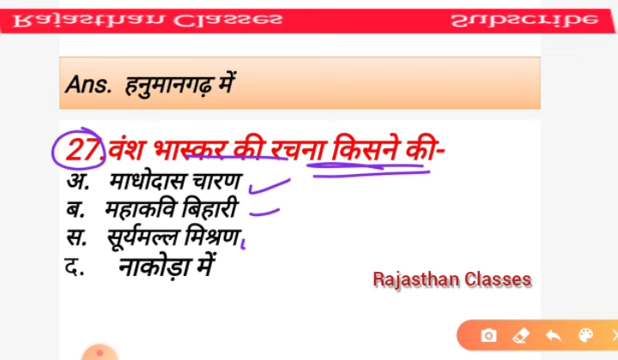 Rajasthan Classes Subscribe
Ans. हनुमानगढ़ में
27.वंश भास्कर की रचना किसने की-
अ. माधोदास चारण
ब. महाकवि बिहारी
स. सूर्यमल्ल मिश्रण
द. नाकोड़ा में
Rajasthan Classes